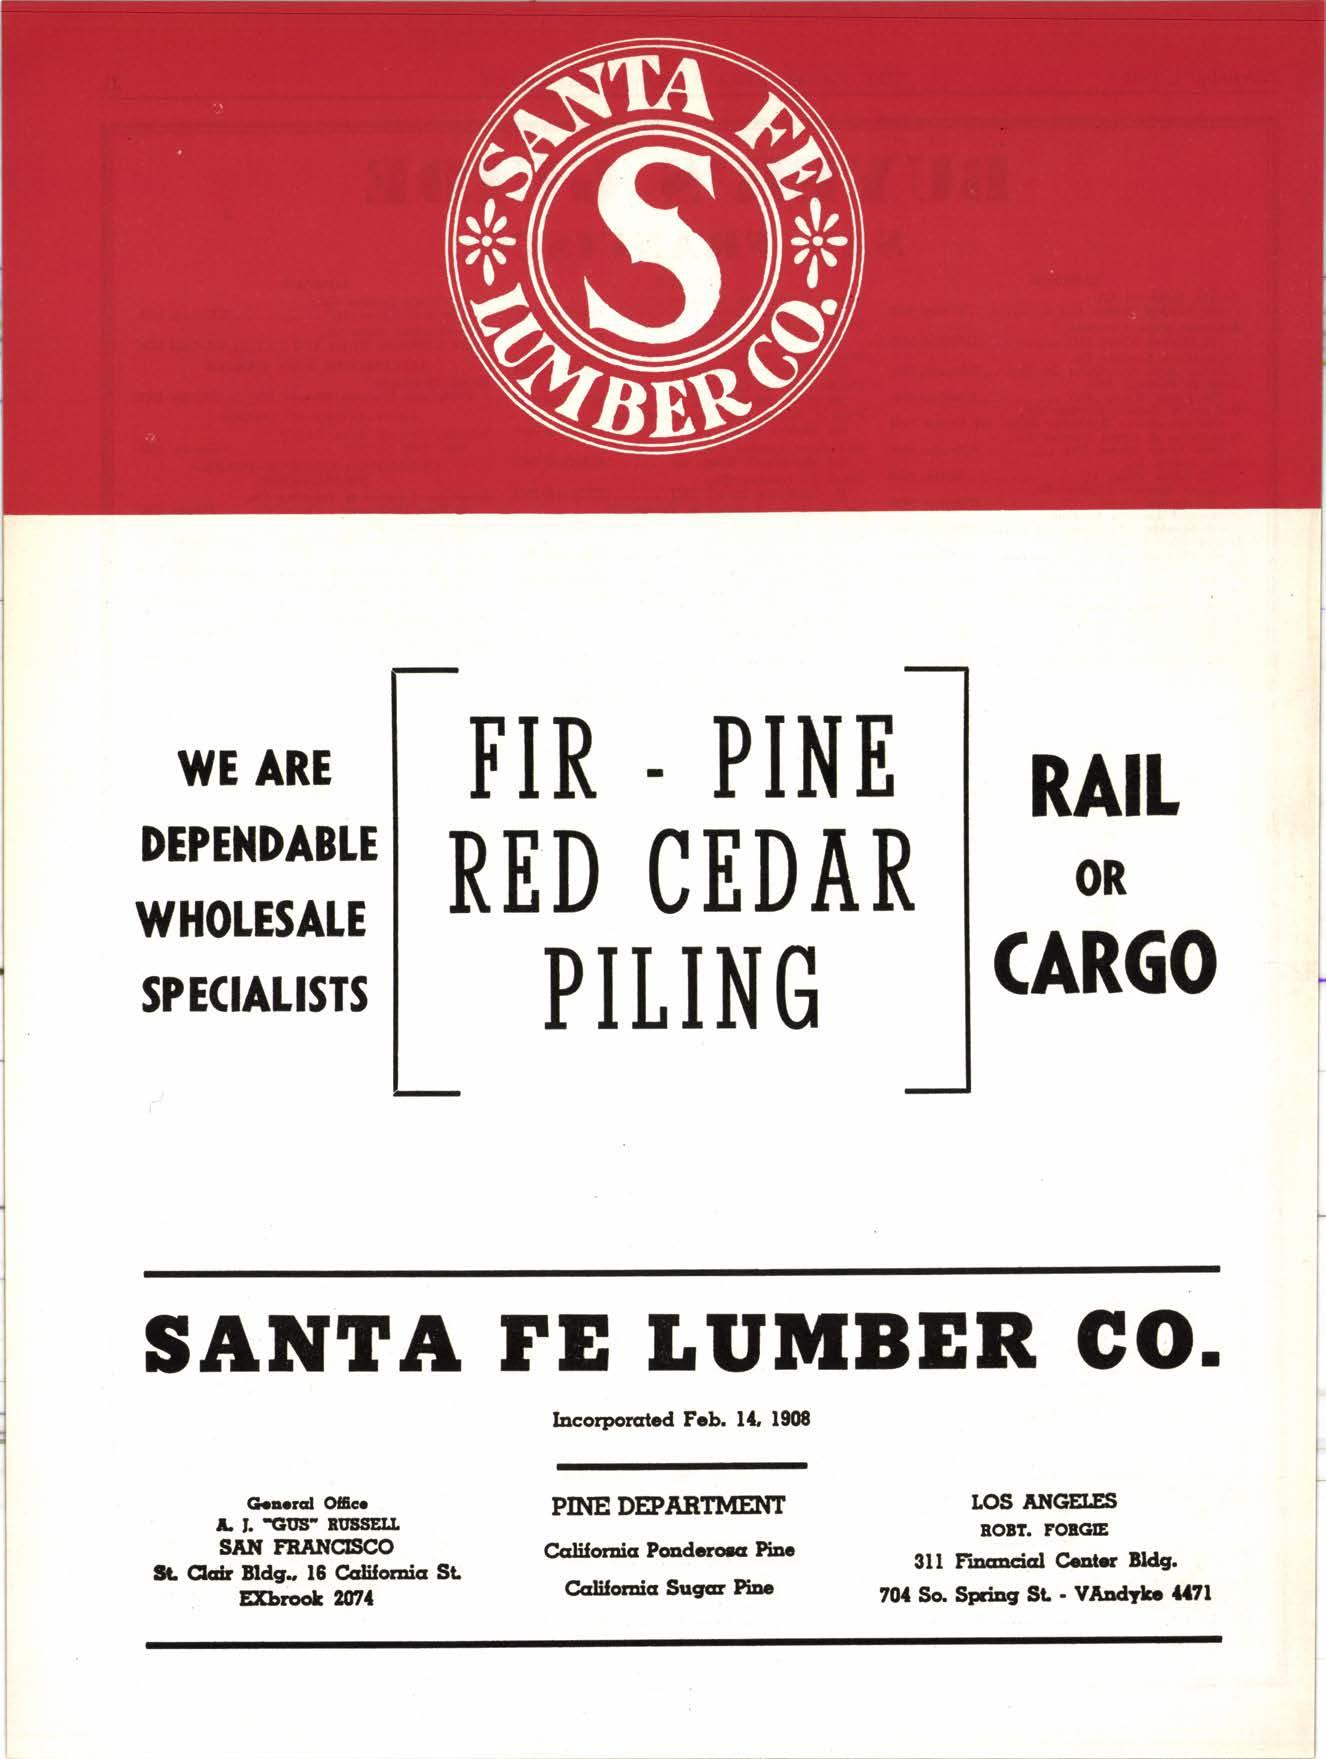 SANTA FE
S
LUMBER CO.
WE ARE
DEPENDABLE
WHOLESALE
SPECIALISTS
FIR - PINE
RED CEDAR
PILING
RAIL
OR
CARGO
SANTA FE LUMBER CO.
Incorporated Feb. 14, 1908
General Office
A. J. "GUS" RUSSELL
SAN FRANCISCO
St. Clair Bldg., 16 California St.
EXbrook 2074
PINE DEPARTMENT
California Ponderosa Pine
California Sugar Pine
LOS ANGELES
ROBT. FORGIE
311 Financial Center Bldg.
704 So. Spring St. - VAndyke 4471